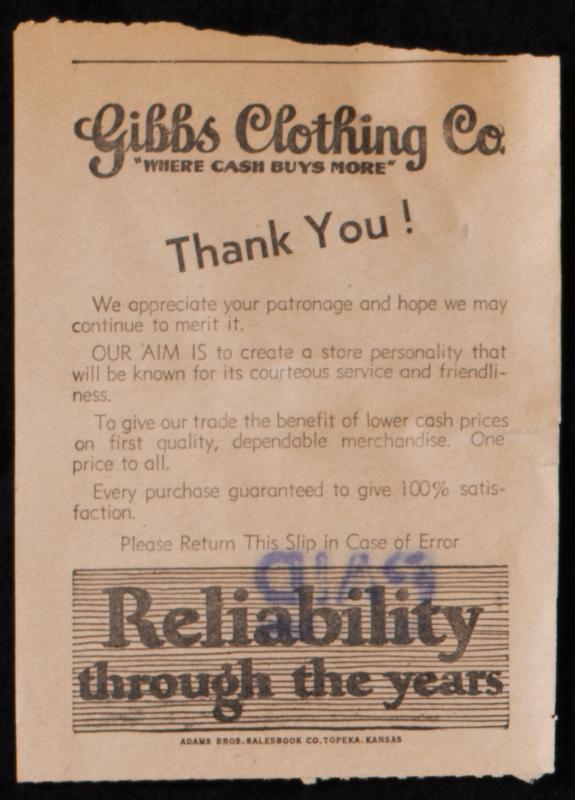 Gibbs Clothing Co.
"WHERE CASH BUYS MORE"
Thank You!
We appreciate your patronage and hope we may
continue to merit it.
OUR AIM IS to create a store personality that
will be known for its courteous service and friendli-
ness.
To give our trade the benefit of lower cash prices
on first quality, dependable merchandise. One
price to all.
Every purchase guaranteed to give 100% satis-
faction.
Please Return This Slip in Case of Error
PAID
Reliability
through the years
ADAMS BROS. SALESBOOK CO. TOPEKA, KANSAS